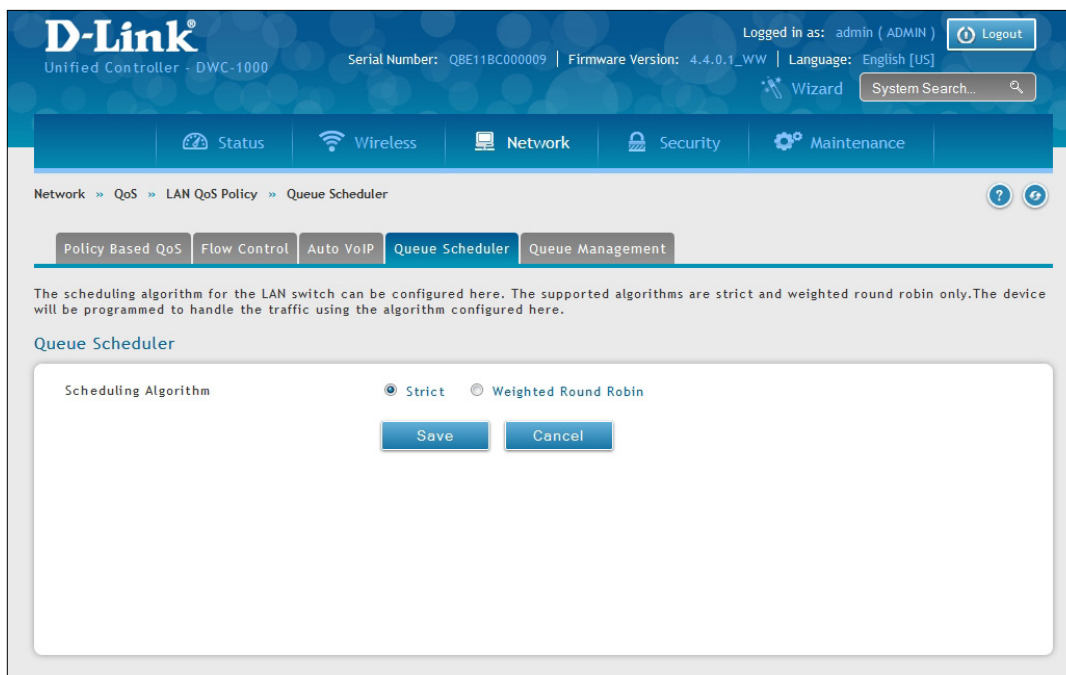 D-Link®
Unified Controller - DWC-1000
Logged in as: admin ( ADMIN )
Logout
Serial Number: QBE11BC000009 | Firmware Version: 4.4.0.1_WW | Language: English [US]
Wizard
System Search...
Status
Wireless
Network
Security
Maintenance
Network » QoS » LAN QoS Policy » Queue Scheduler
?
Policy Based QoS
Flow Control
Auto VoIP
Queue Scheduler
Queue Management
The scheduling algorithm for the LAN switch can be configured here. The supported algorithms are strict and weighted round robin only.The device
will be programmed to handle the traffic using the algorithm configured here.
Queue Scheduler
Scheduling Algorithm
Strict
Weighted Round Robin
Save
Cancel